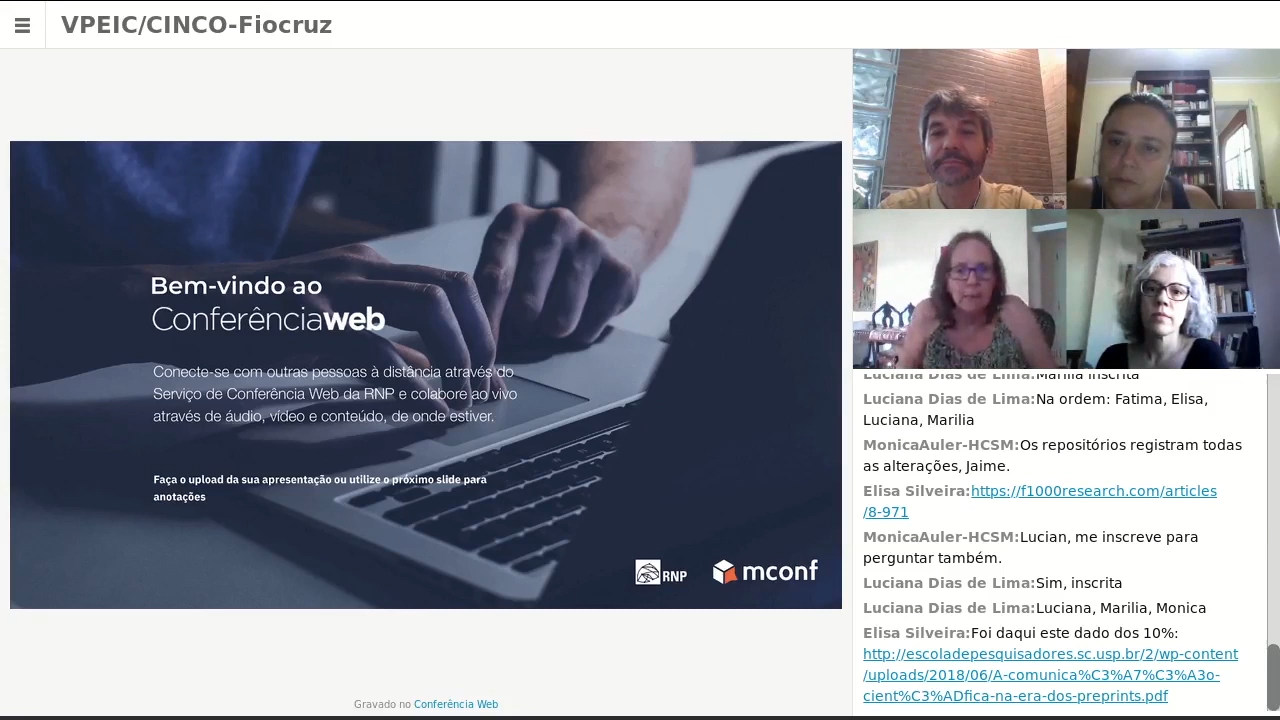 VPEIC/CINCO-Fiocruz
Bem-vindo ao
Conferênciaweb
Conecte-se com outras pessoas à distância através do
Serviço de Conferência Web da RNP e colabore ao vivo
através de áudio, vídeo e conteúdo, de onde estiver.
Faça o upload da sua apresentação ou utilize o próximo slide para
anotações
RNP
mconf
Gravado no Conferência Web
Luciana Dias de Lima:Marilia inscrita
Luciana Dias de Lima:Na ordem: Fatima, Elisa,
Luciana, Marilia
MonicaAuler-HCSM:Os repositórios registram todas
as alterações, Jaime.
Elisa Silveira:https://f1000research.com/articles
/8-971
MonicaAuler-HCSM:Lucian, me inscreve para
perguntar também.
Luciana Dias de Lima:Sim, inscrita
Luciana Dias de Lima:Luciana, Marilia, Monica
Elisa Silveira:Foi daqui este dado dos 10%:
http://escoladepesquisadores.sc.usp.br/2/wp-content
/uploads/2018/06/A-comunica%C3%A7%C3%A3o-
cient%C3%ADfica-na-era-dos-preprints.pdf